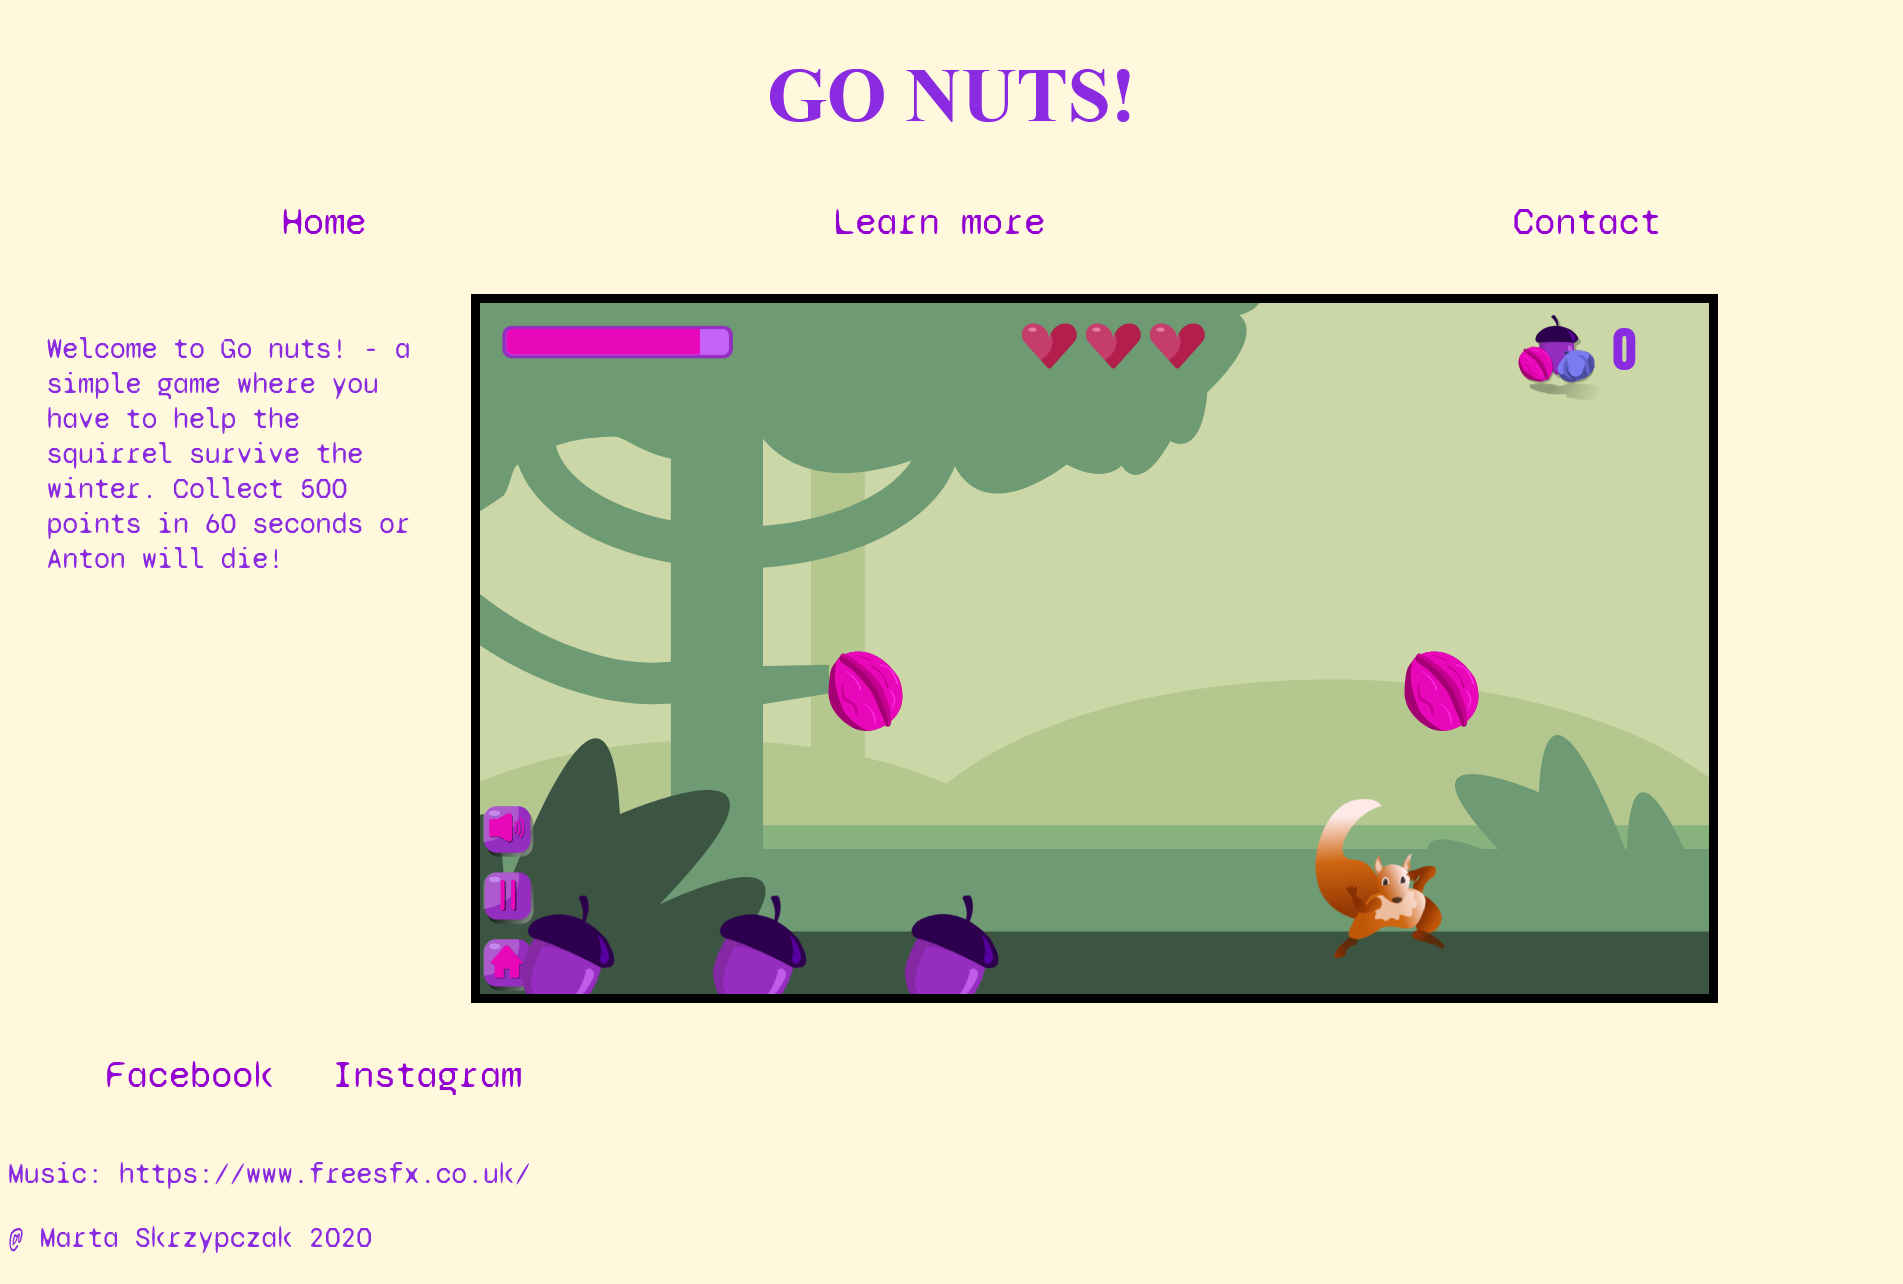 GO NUTS!
Home
Learn more
Contact
Welcome to Go nuts! - a
simple game where you
have to help the
squirrel survive the
winter. Collect 500
points in 60 seconds or
Anton will die!
0
Facebook
Instagram
Music: https://www.freesfx.co.uk/
@ Marta Skrzypczak 2020